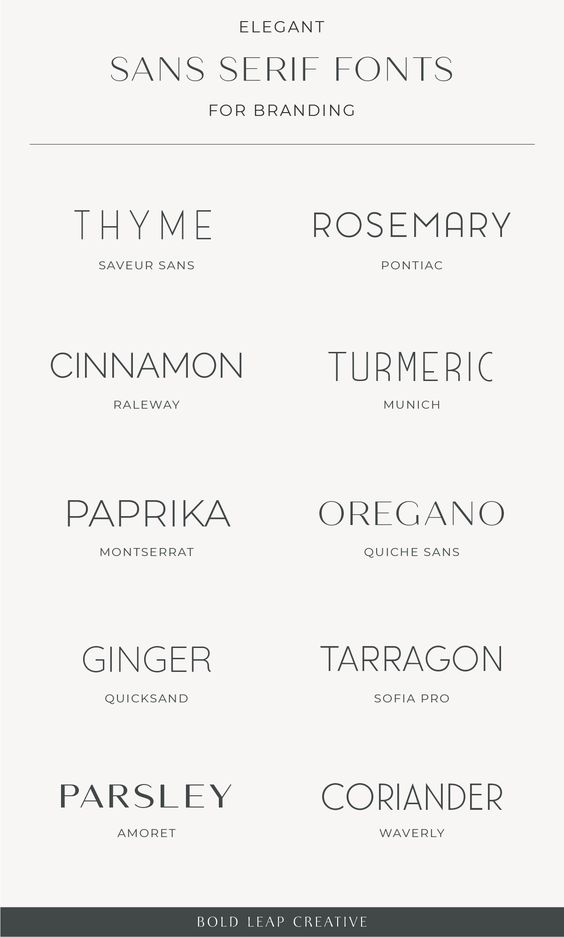 ELEGANT
SANS SERIF FONTS
FOR BRANDING
THYME
SAVEUR SANS
ROSEMARY
PONTIAC
CINNAMON
RALEWAY
TURMERIC
MUNICH
PAPRIKA
MONTSERRAT
OREGANO
QUICHE SANS
GINGER
QUICKSAND
TARRAGON
SOFIA PRO
PARSLEY
AMORET
CORIANDER
WAVERLY
BOLD LEAP CREATIVE